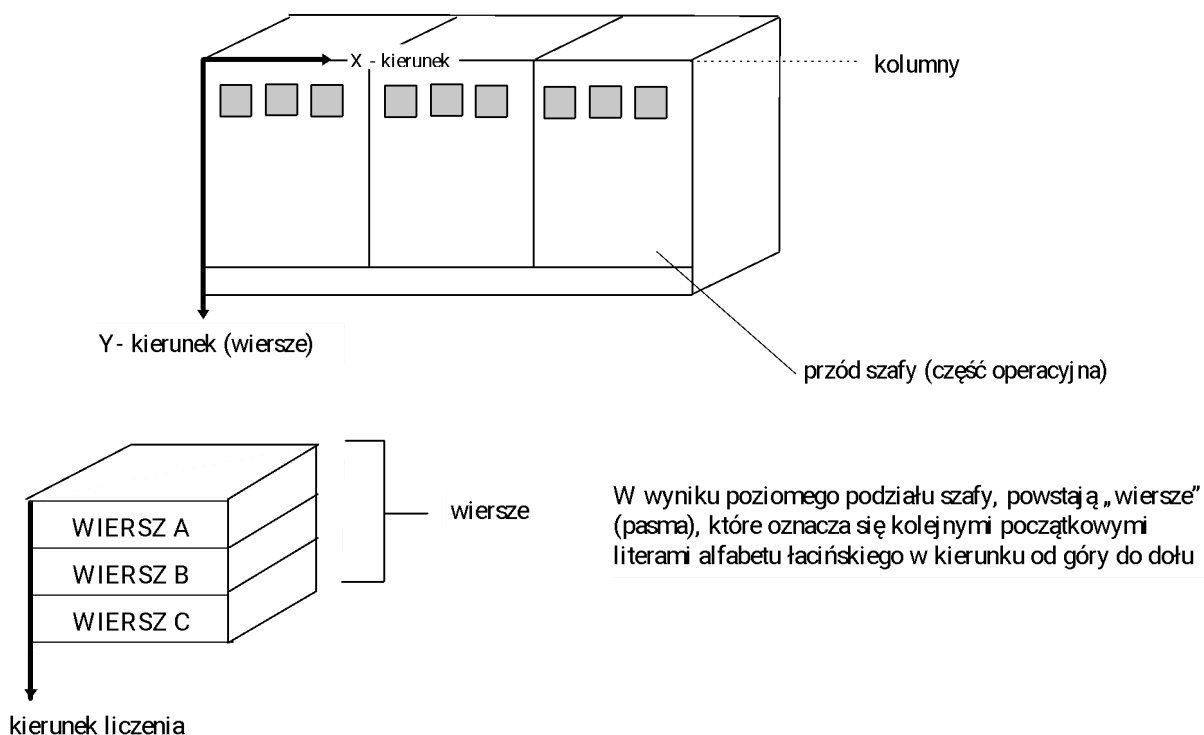 X - kierunek
kolumny
Y- kierunek (wiersze)
przód szafy (część operacyjna)
WIERSZ A
WIERSZ B
WIERSZ C
wiersze
W wyniku poziomego podziału szafy, powstają „wiersze”
(pasma), które oznacza się kolejnymi początkowymi
literami alfabetu łacińskiego w kierunku od góry do dołu
kierunek liczenia